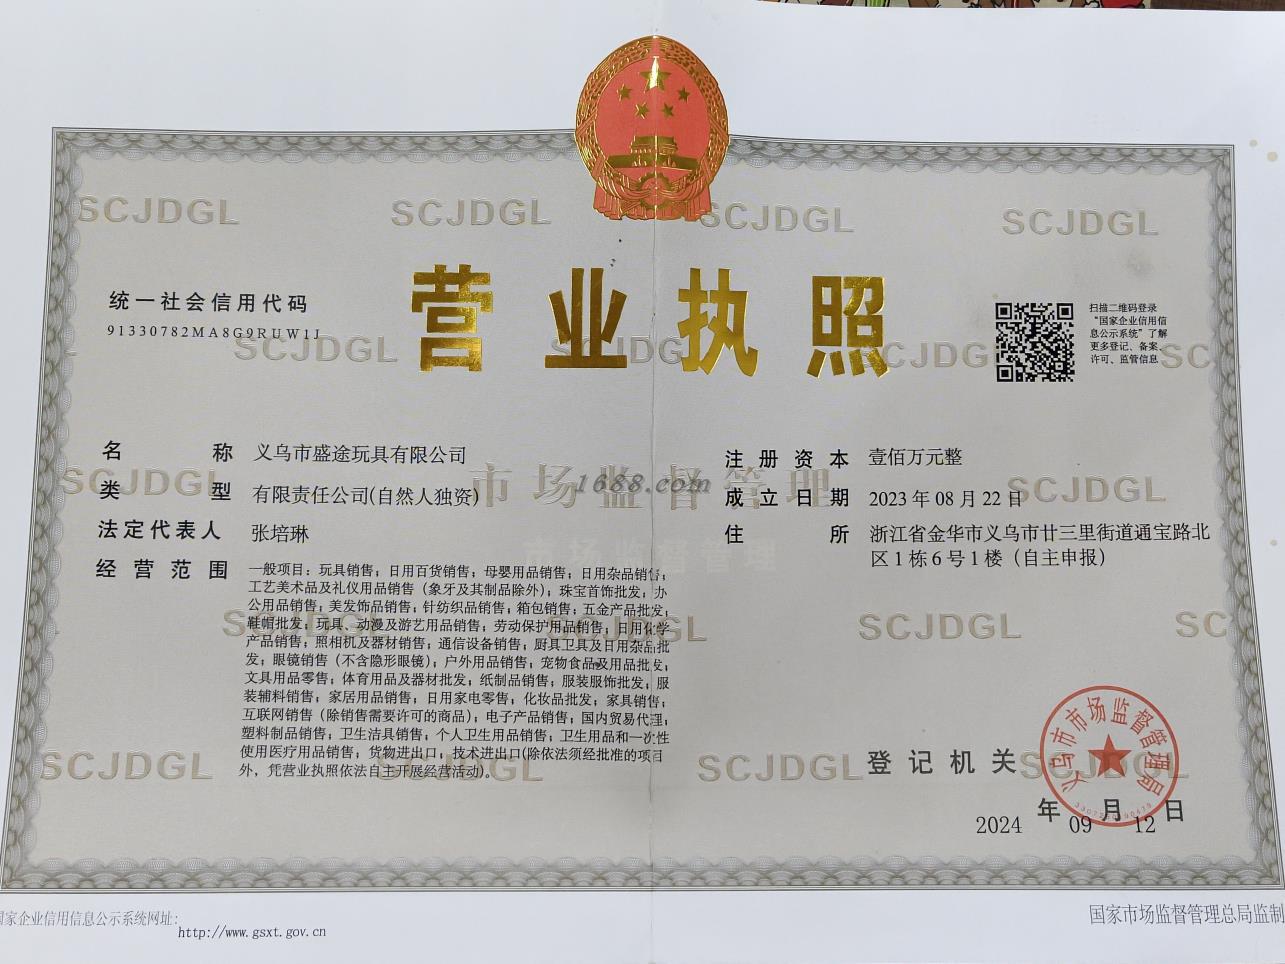 SCJDGL SCJDGL SCJDGL SCJDGL
营业执照
统一社会信用代码
91330782MA8G9RUW1J
扫描二维码登录
“国家企业信用信
息公示系统”了解
更多登记、备案、
许可、监管信息
SCJDGL SCJDG CJDG SC
名称 义乌市盛途玩具有限公司
类型 有限责任公司(自然人独资)
法定代表人 张培琳
经营范围 一般项目：玩具销售；日用百货销售；母婴用品销售；日用杂品销售；
工艺美术品及礼仪用品销售（象牙及其制品除外）；珠宝首饰批发；办
公用品销售；美发饰品销售；针纺织品销售；箱包销售；五金产品批发；
鞋帽批发；玩具、动漫及游艺用品销售；劳动保护用品销售；日用化学
产品销售；照相机及器材销售；通信设备销售；厨具卫具及日用杂品批
发；眼镜销售（不含隐形眼镜）；户外用品销售；宠物食品及用品批发；
文具用品零售；体育用品及器材批发；纸制品销售；服装服饰批发；服
装辅料销售；家居用品销售；日用家电零售；化妆品批发；家具销售；
互联网销售（除销售需要许可的商品）；电子产品销售；国内贸易代理；
塑料制品销售；卫生洁具销售；个人卫生用品销售；卫生用品和一次性
使用医疗用品销售；货物进出口；技术进出口(除依法须经批准的项目
外，凭营业执照依法自主开展经营活动)。
注册资本 壹佰万元整
成立日期 2023年08月22日
住所 浙江省金华市义乌市廿三里街道通宝路北
区1栋6号1楼（自主申报）
SCJDGL SCJDGL
市场监督管理
1688.com
市场监督管理
SCJDGL SCJDGL SCJDGL SC
SCJDGL SCJDGL SCJDGL SCJDGL
登记机关
义乌市市场监督管理局
2024年09月12日
国家企业信用信息公示系统网址：
http://www.gsxt.gov.cn
国家市场监督管理总局监制